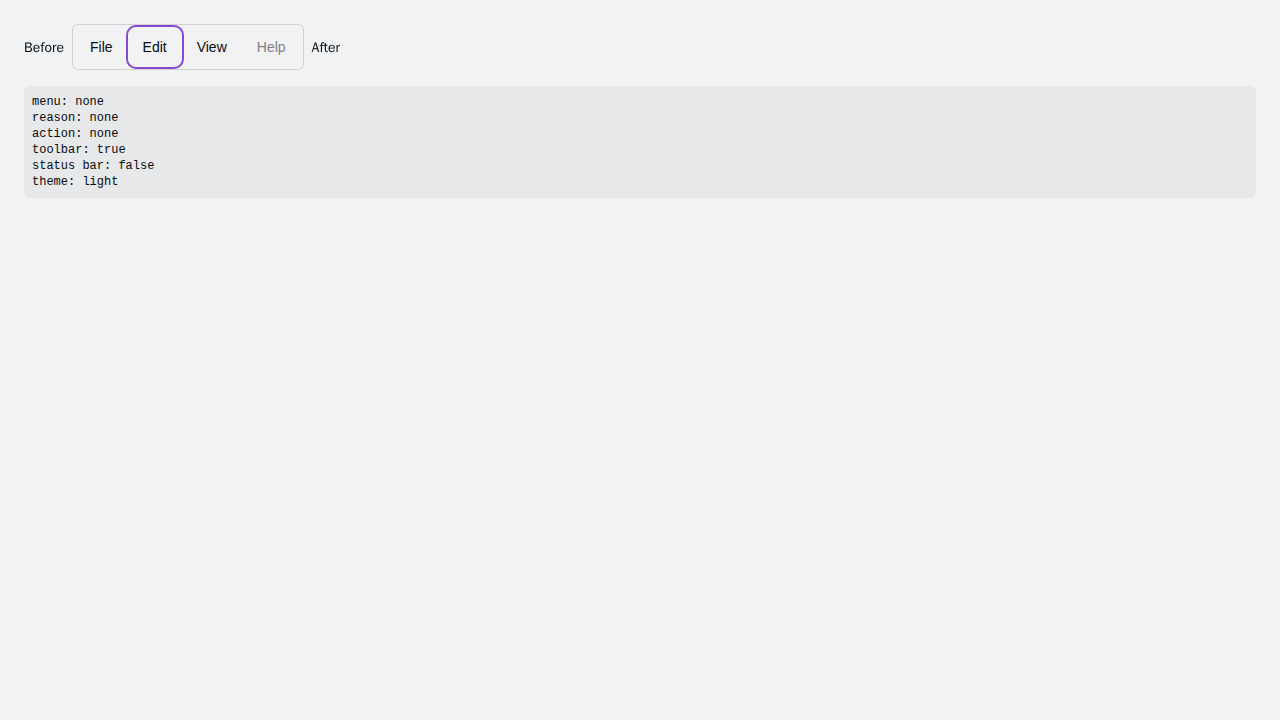 Before File Edit View Help After
menu: none
reason: none
action: none
toolbar: true
status bar: false
theme: light